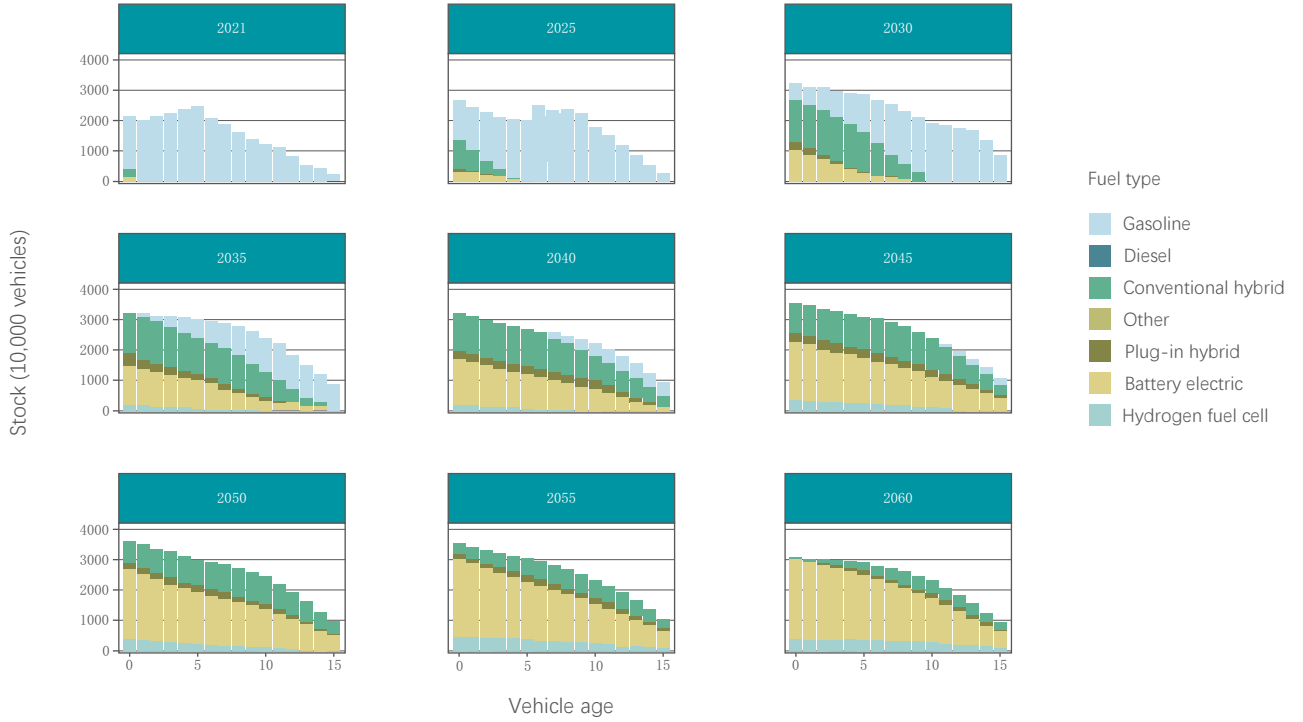 2021 2025 2030
4000
3000
2000
1000
0
Fuel type
Gasoline
Diesel
Conventional hybrid
Other
Plug-in hybrid
Battery electric
Hydrogen fuel cell
Stock (10,000 vehicles)
2035 2040 2045
4000
3000
2000
1000
0
2050 2055 2060
4000
3000
2000
1000
0
0 5 10 15 0 5 10 15 0 5 10 15
Vehicle age